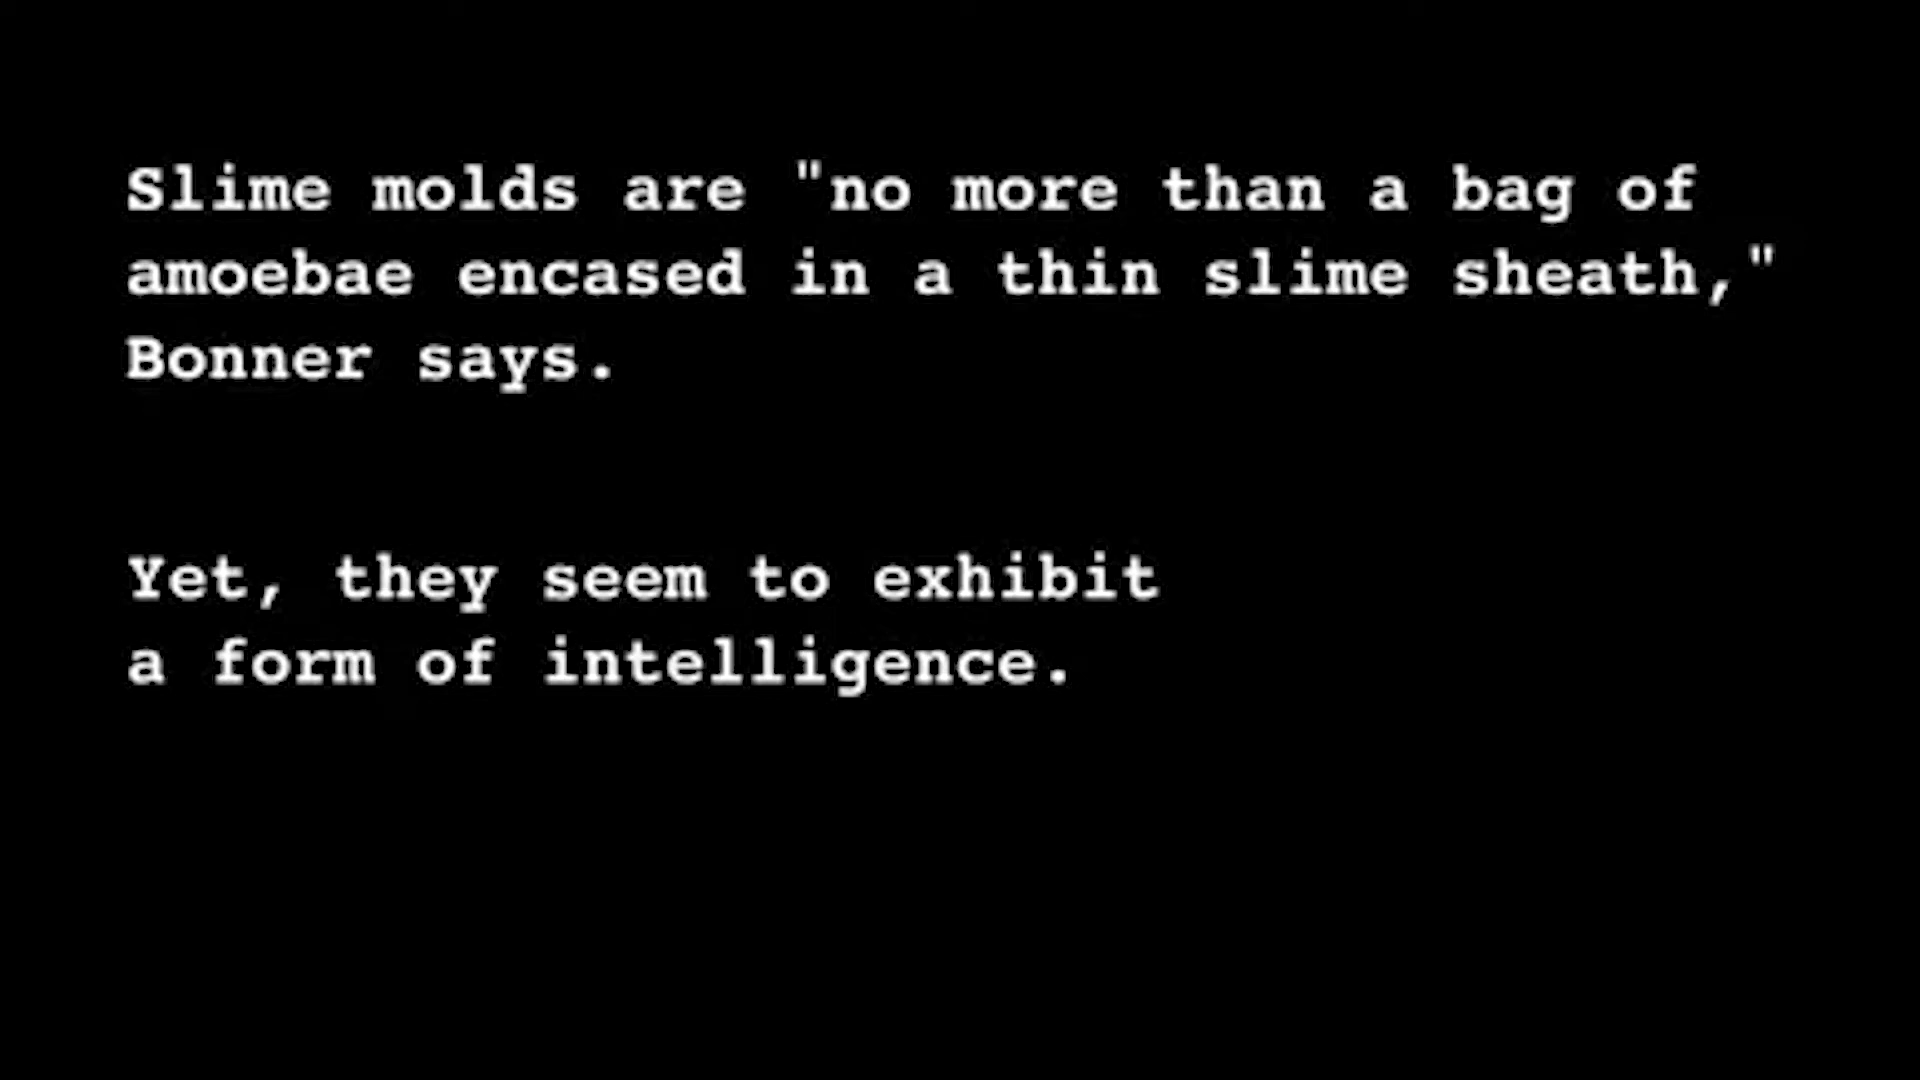 Slime molds are "no more than a bag of
amoebae encased in a thin slime sheath,"
Bonner says.
Yet, they seem to exhibit
a form of intelligence.